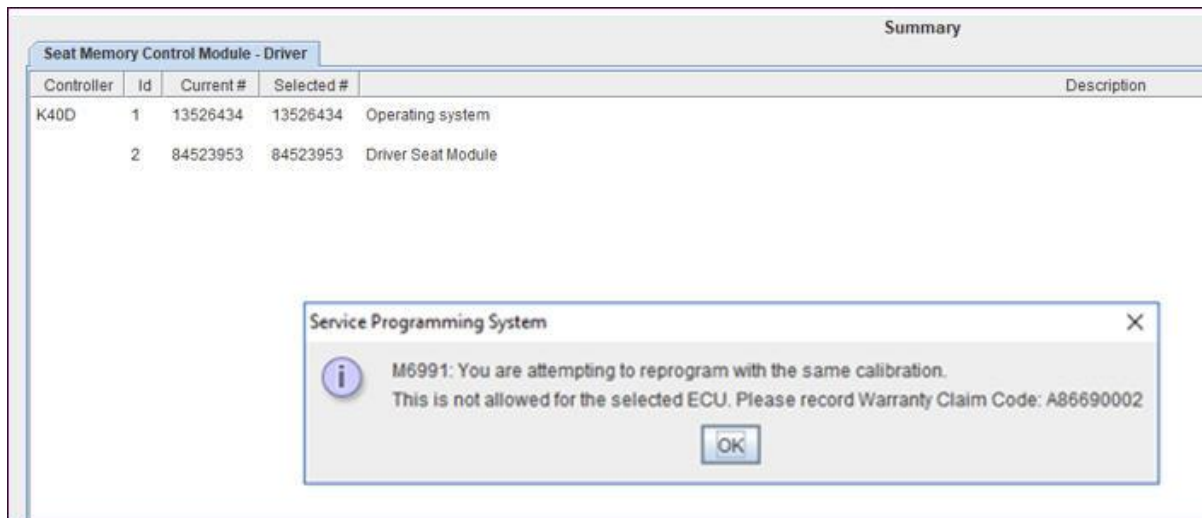 Summary
Seat Memory Control Module - Driver
Controller Id Current # Selected # Description
K40D 1 13526434 13526434 Operating system
2 84523953 84523953 Driver Seat Module
Service Programming System
M6991: You are attempting to reprogram with the same calibration.
This is not allowed for the selected ECU. Please record Warranty Claim Code: A86690002
OK